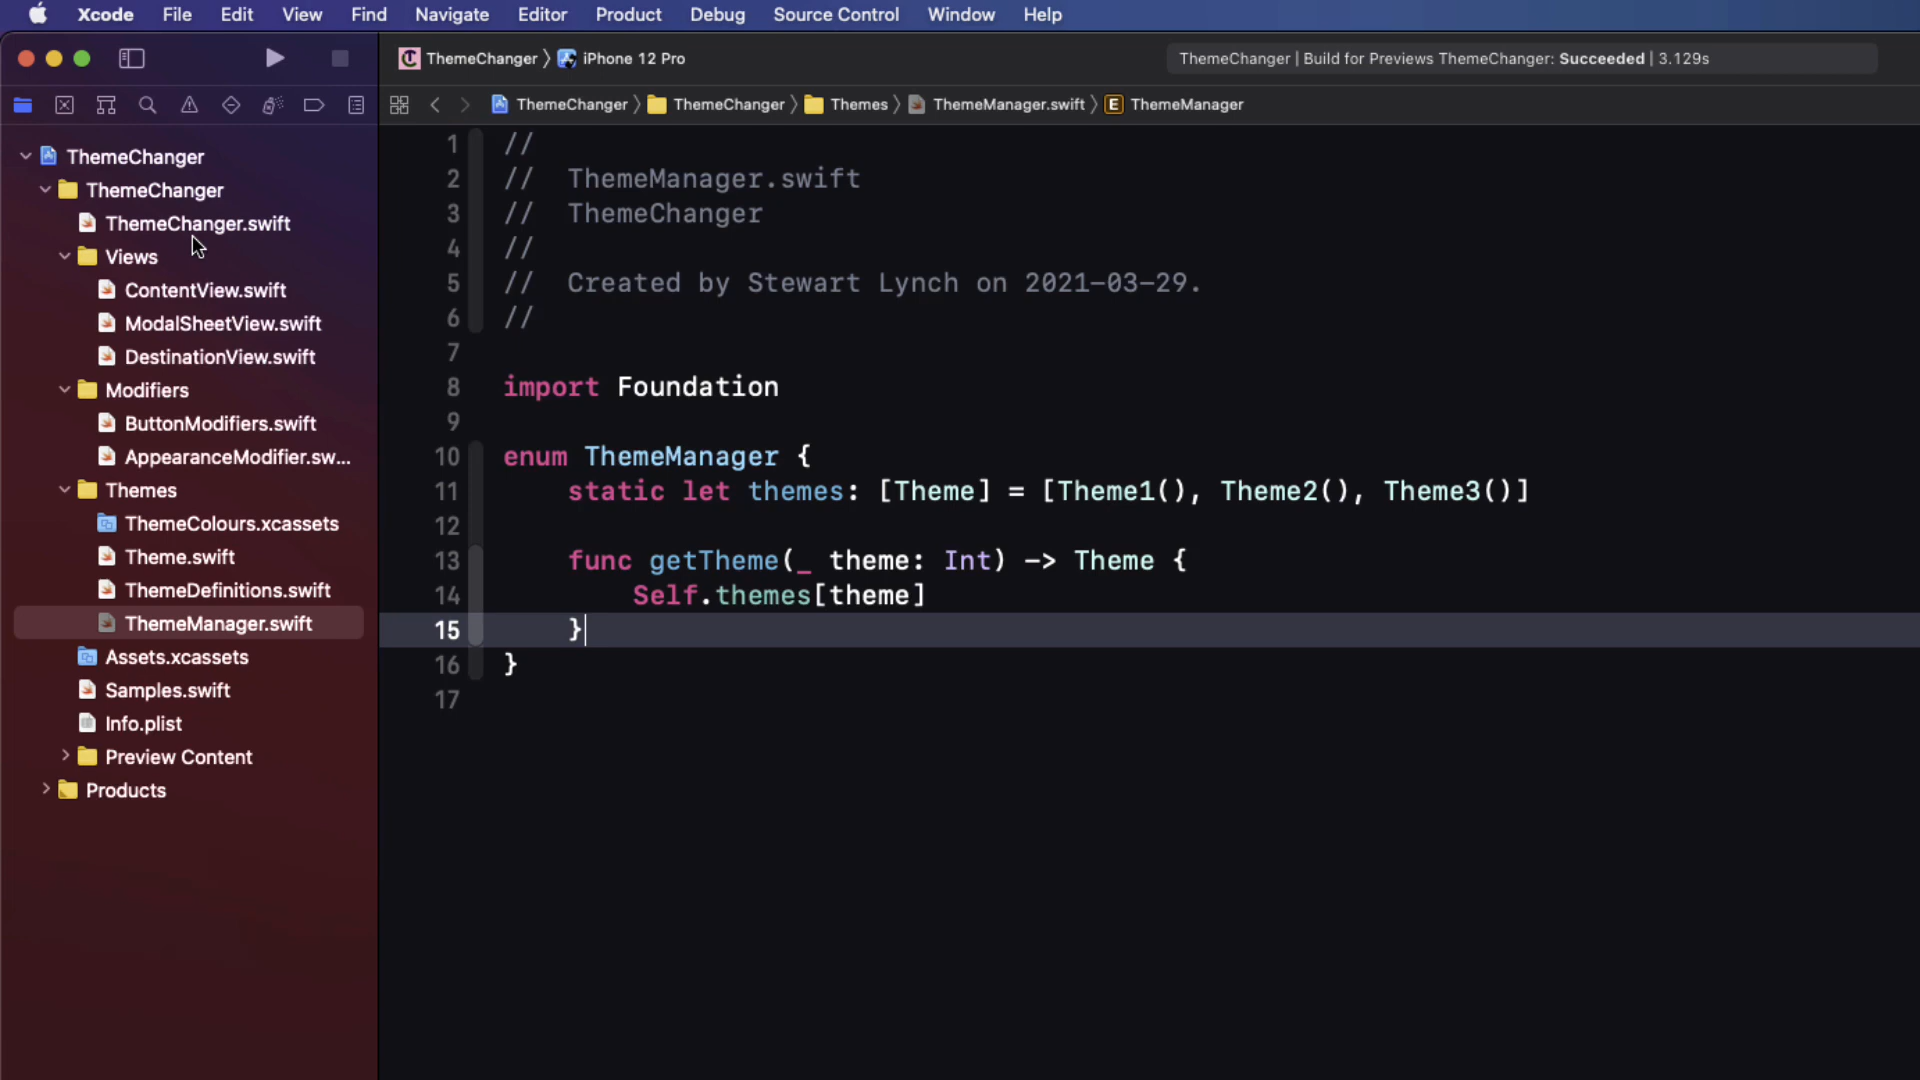 Xcode File Edit View Find Navigate Editor Product Debug Source Control Window Help
ThemeChanger 〉 iPhone 12 Pro
ThemeChanger | Build for Previews ThemeChanger: Succeeded | 3.129s
ThemeChanger 〉 ThemeChanger 〉 Themes 〉 ThemeManager.swift 〉 E ThemeManager
ThemeChanger
ThemeChanger
ThemeChanger.swift
Views
ContentView.swift
ModalSheetView.swift
DestinationView.swift
Modifiers
ButtonModifiers.swift
AppearanceModifier.sw...
Themes
ThemeColours.xcassets
Theme.swift
ThemeDefinitions.swift
ThemeManager.swift
Assets.xcassets
Samples.swift
Info.plist
Preview Content
Products
1 //
2 //  ThemeManager.swift
3 //  ThemeChanger
4 //
5 //  Created by Stewart Lynch on 2021-03-29.
6 //
7
8 import Foundation
9
10 enum ThemeManager {
11     static let themes: [Theme] = [Theme1(), Theme2(), Theme3()]
12
13     func getTheme(_ theme: Int) -> Theme {
14         Self.themes[theme]
15     }
16 }
17